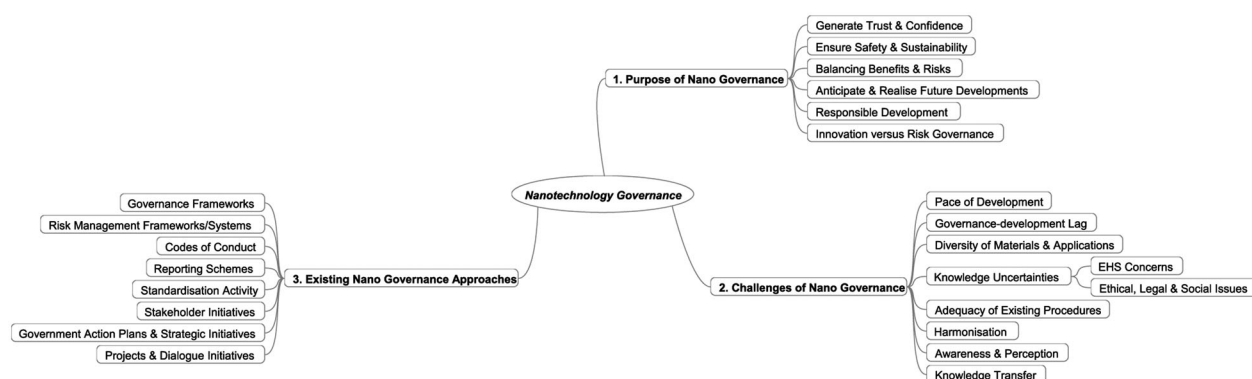 Nanotechnology Governance
1. Purpose of Nano Governance
Generate Trust & Confidence
Ensure Safety & Sustainability
Balancing Benefits & Risks
Anticipate & Realise Future Developments
Responsible Development
Innovation versus Risk Governance
2. Challenges of Nano Governance
Pace of Development
Governance-development Lag
Diversity of Materials & Applications
Knowledge Uncertainties
EHS Concerns
Ethical, Legal & Social Issues
Adequacy of Existing Procedures
Harmonisation
Awareness & Perception
Knowledge Transfer
3. Existing Nano Governance Approaches
Governance Frameworks
Risk Management Frameworks/Systems
Codes of Conduct
Reporting Schemes
Standardisation Activity
Stakeholder Initiatives
Government Action Plans & Strategic Initiatives
Projects & Dialogue Initiatives